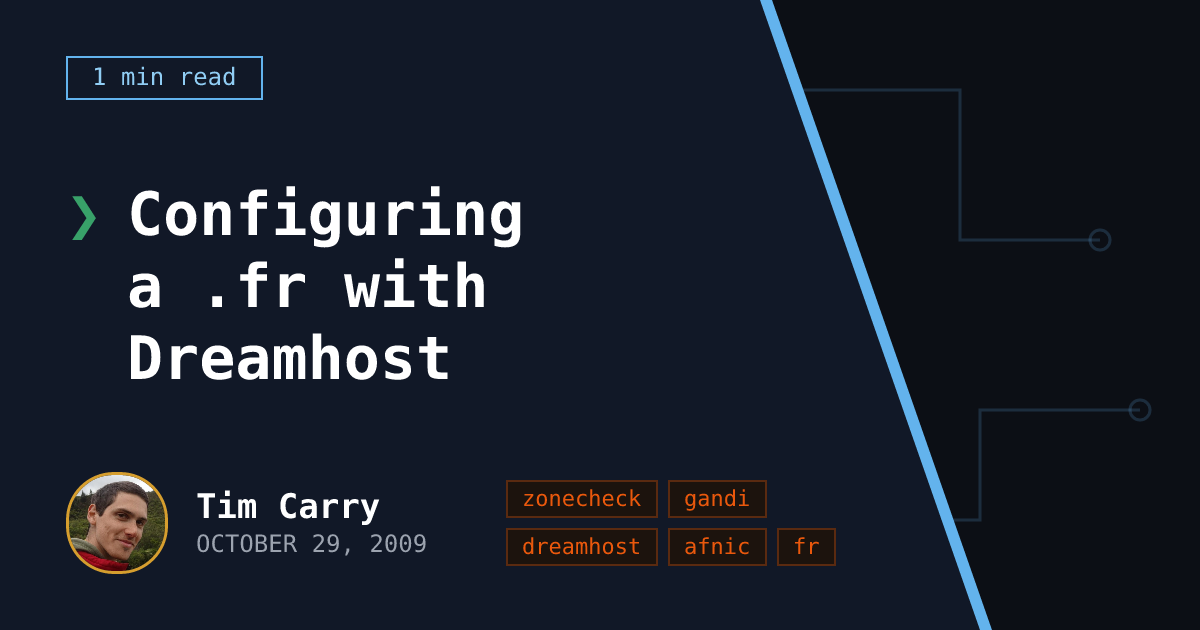 1 min read
❯ Configuring
a .fr with
Dreamhost
Tim Carry
OCTOBER 29, 2009
zonecheck gandi
dreamhost afnic fr